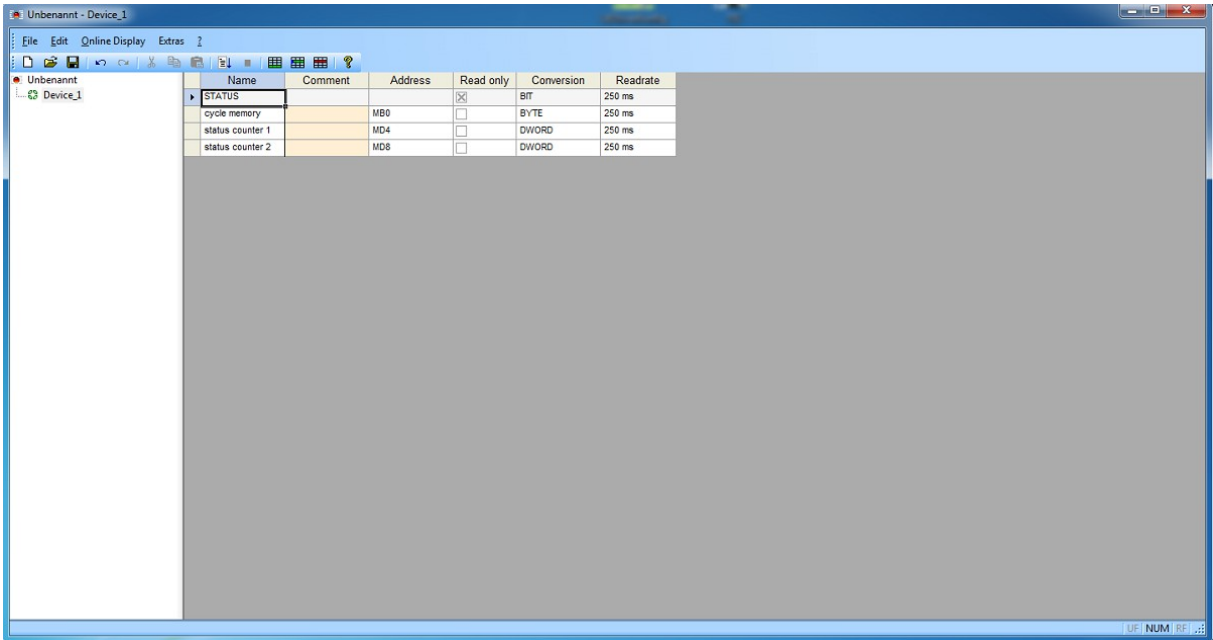 Unbenannt - Device_1
File Edit Online Display Extras ?
Unbenannt
Device_1
Name Comment Address Read only Conversion Readrate
STATUS BIT 250 ms
cycle memory MB0 BYTE 250 ms
status counter 1 MD4 DWORD 250 ms
status counter 2 MD8 DWORD 250 ms
UF NUM RF